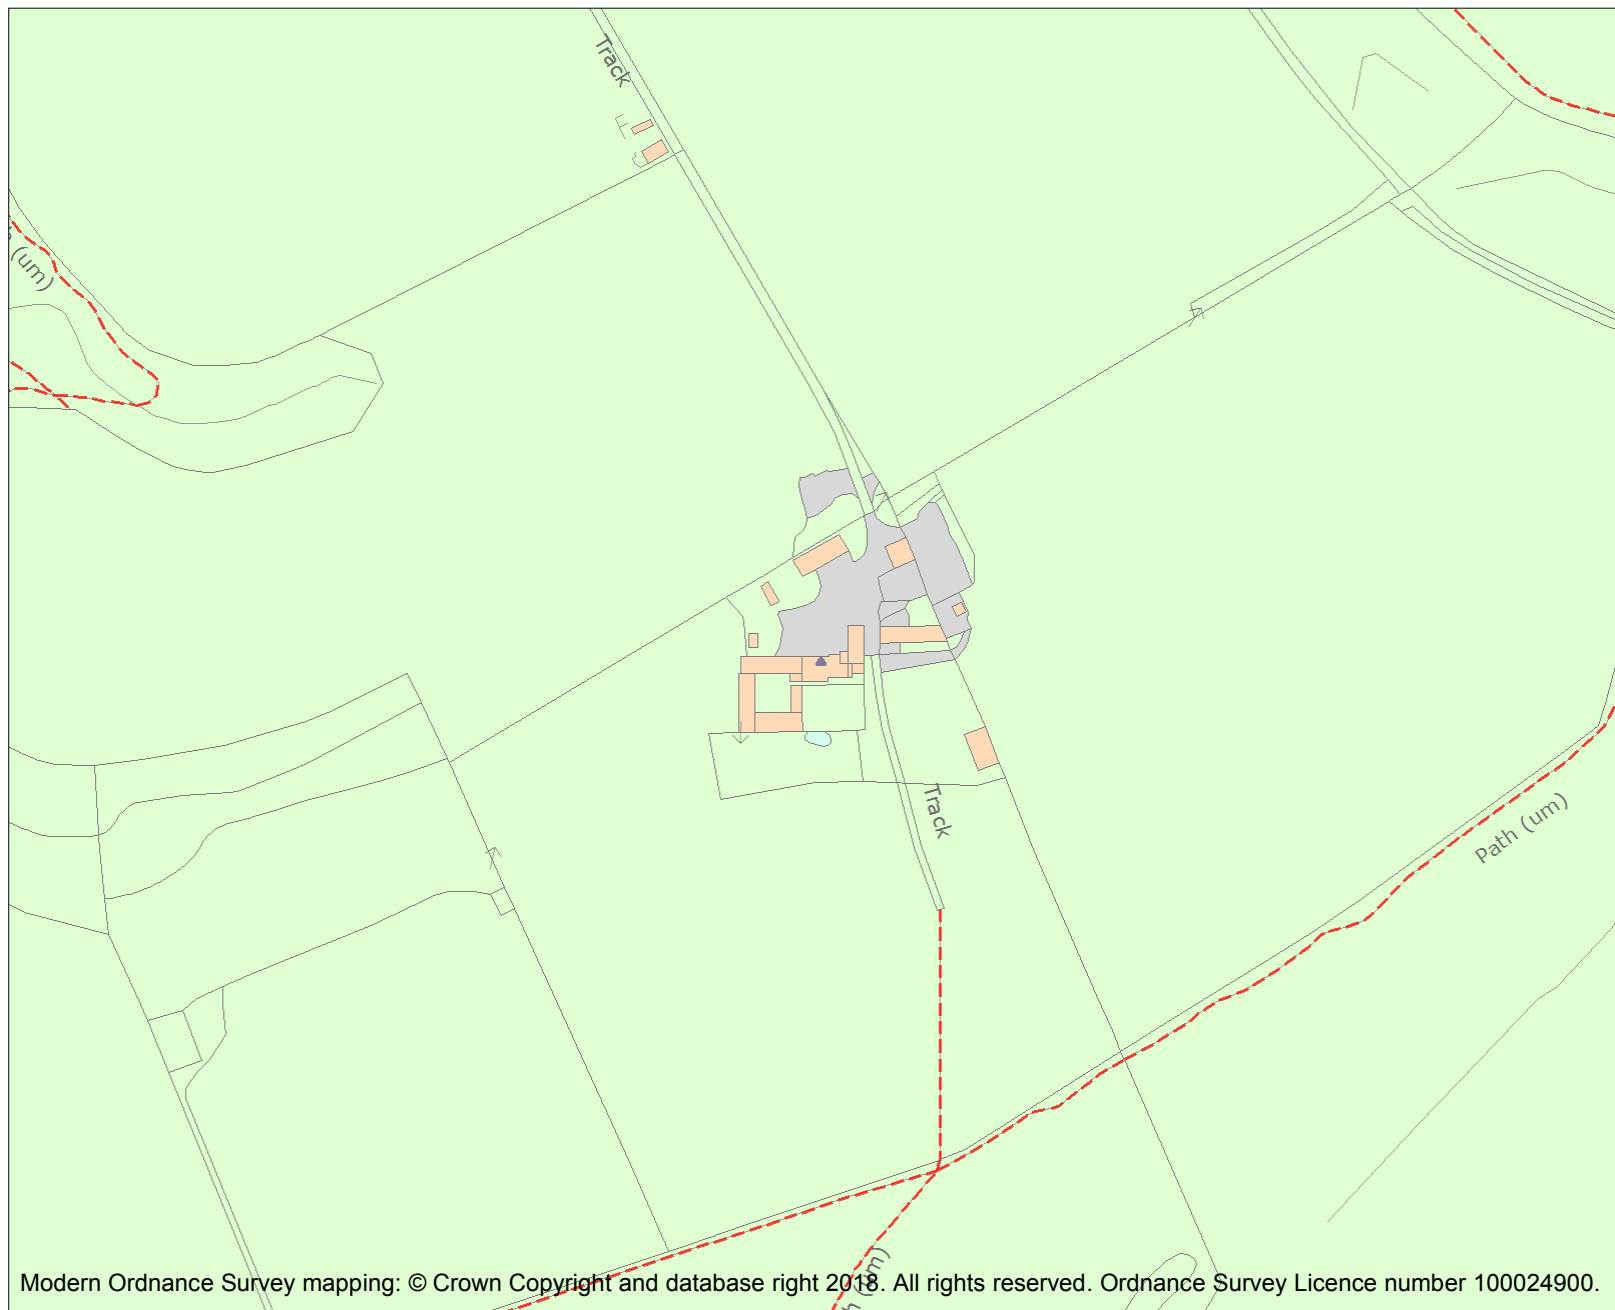 Track
(um)
Track
Path (um)
(um)
Modern Ordnance Survey mapping: © Crown Copyright and database right 2018. All rights reserved. Ordnance Survey Licence number 100024900.